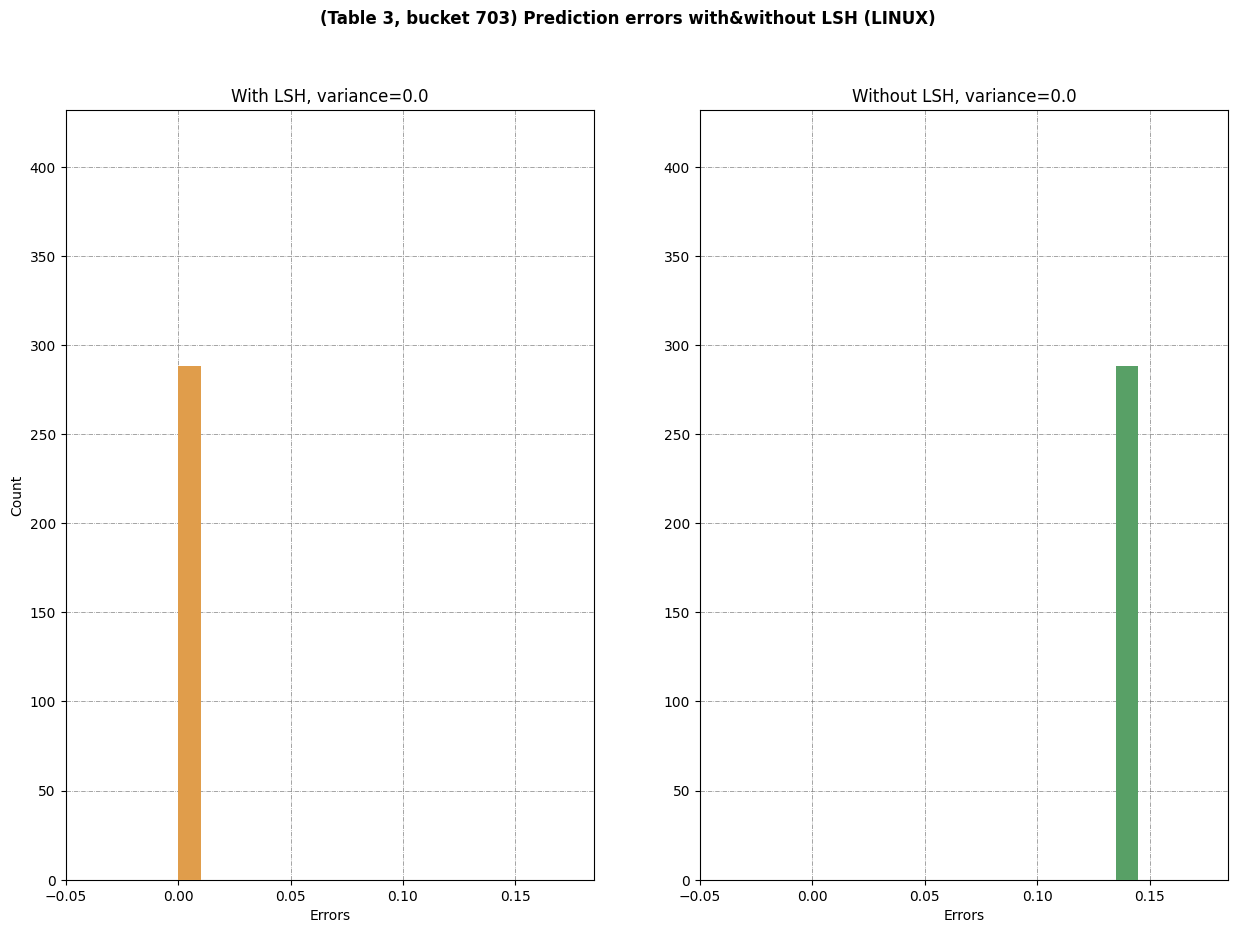 (Table 3, bucket 703) Prediction errors with&without LSH (LINUX)
With LSH, variance=0.0
400
350
300
250
200
150
100
50
0
Count
−0.05 0.00 0.05 0.10 0.15
Errors
Without LSH, variance=0.0
400
350
300
250
200
150
100
50
0
−0.05 0.00 0.05 0.10 0.15
Errors